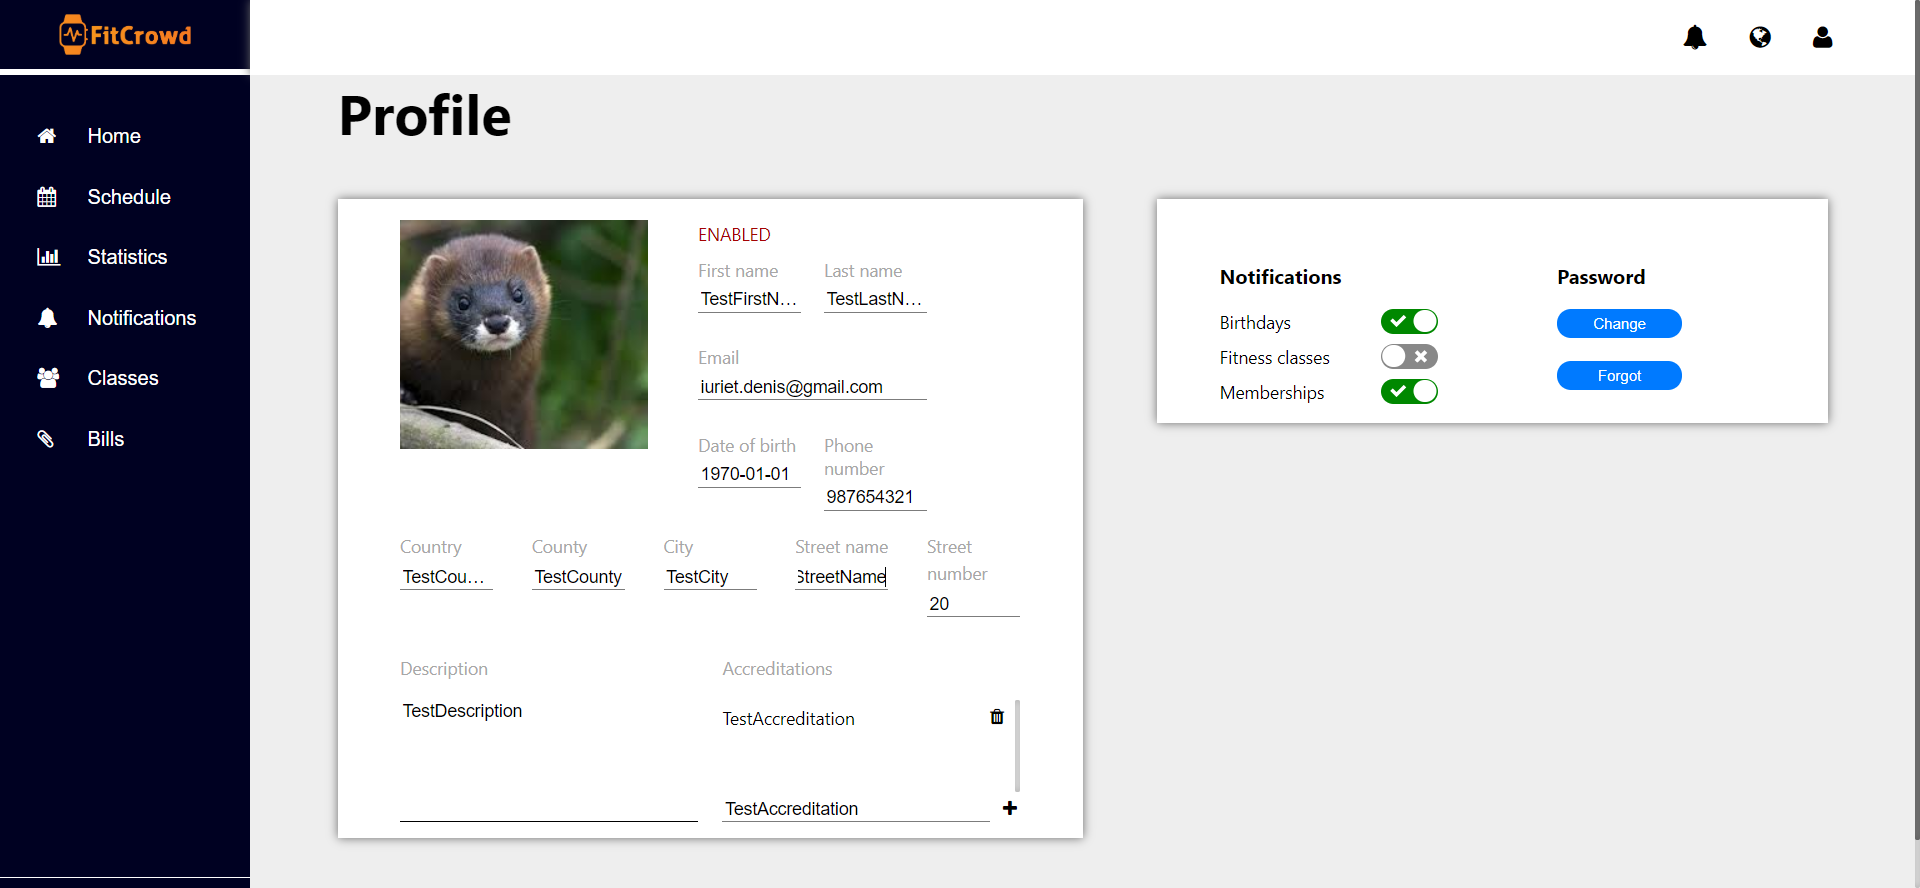 FitCrowd
Home
Schedule
Statistics
Notifications
Classes
Bills
Profile
ENABLED
First name
Last name
TestFirstN...
TestLastN...
Email
iuriet.denis@gmail.com
Date of birth
Phone
number
1970-01-01
987654321
Country
County
City
Street name
Street
number
TestCou...
TestCounty
TestCity
StreetName
20
Description
Accreditations
TestDescription
TestAccreditation
TestAccreditation
Notifications
Birthdays
Fitness classes
Memberships
Password
Change
Forgot